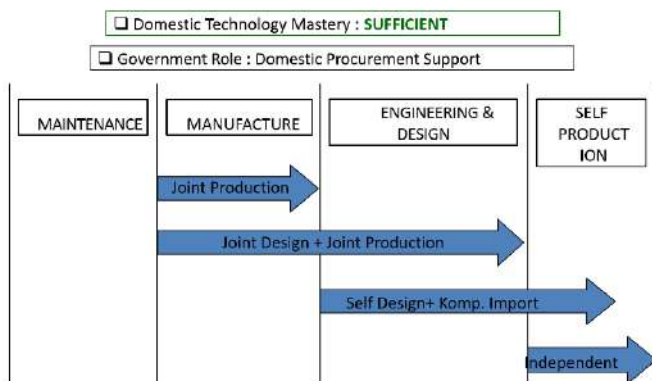 ❑ Domestic Technology Mastery : SUFFICIENT
❑ Government Role : Domestic Procurement Support
MAINTENANCE
MANUFACTURE
ENGINEERING &
DESIGN
SELF
PRODUCT
ION
Joint Production
Joint Design + Joint Production
Self Design+ Komp. Import
Independent